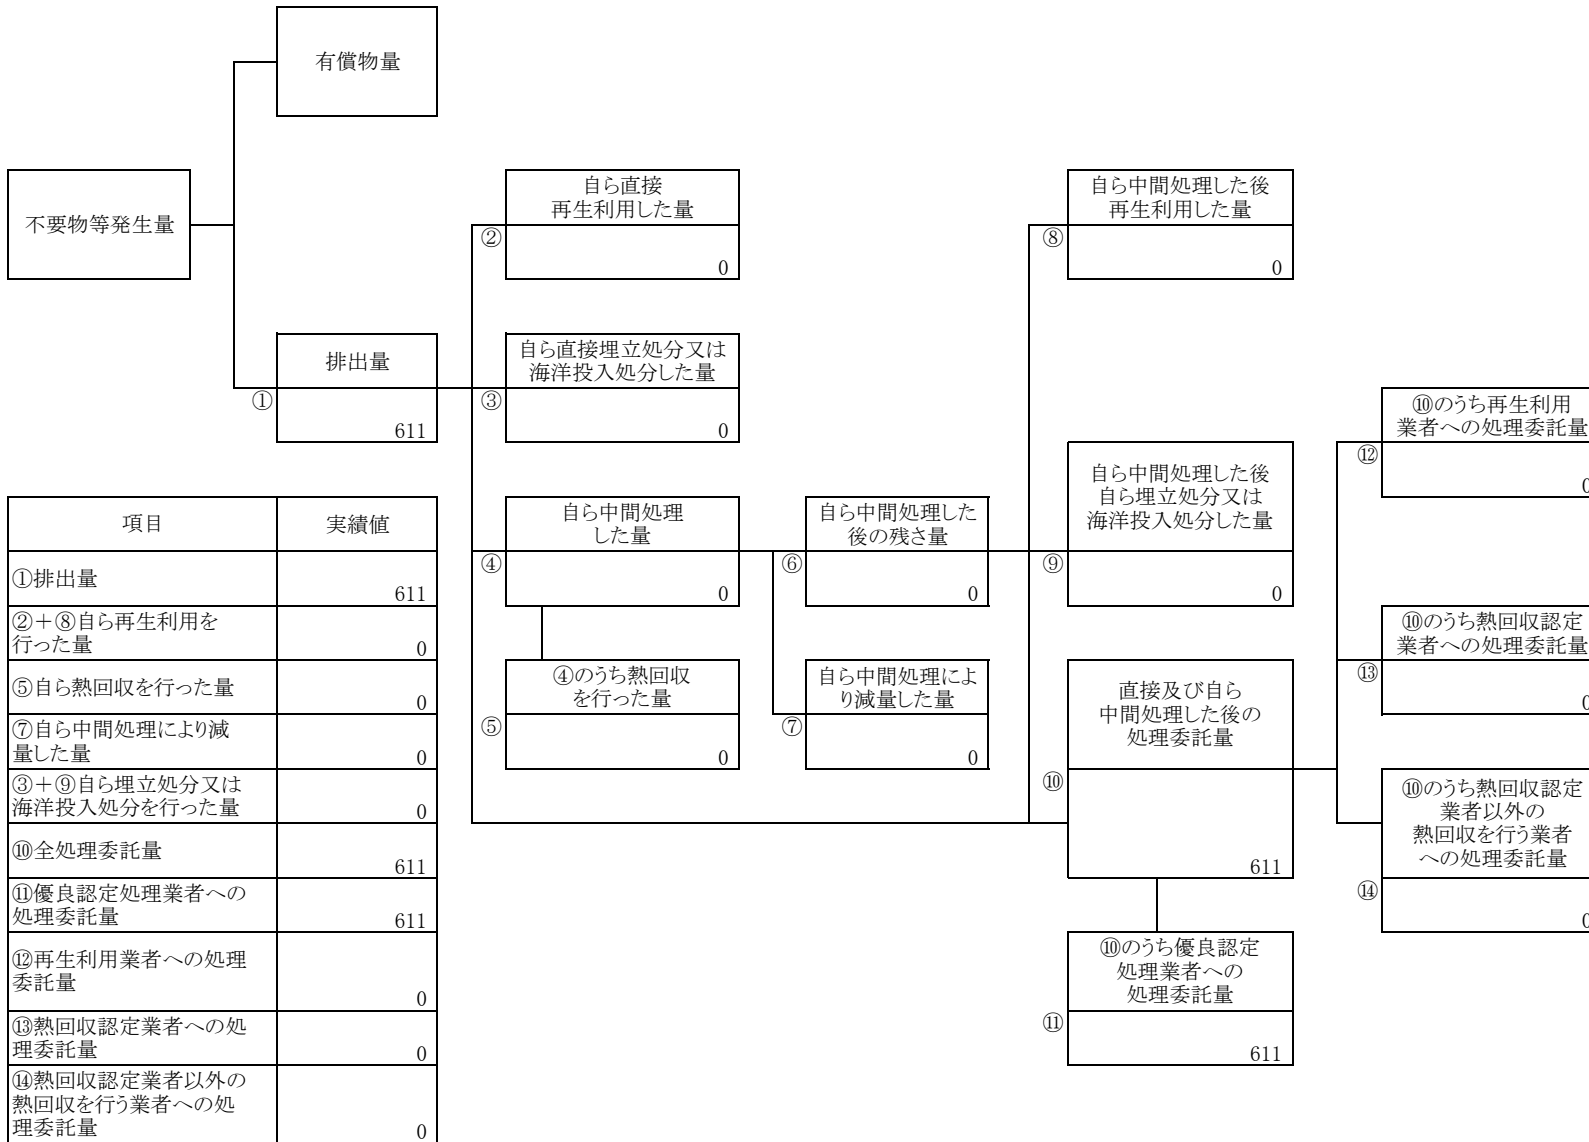 有償物量
不要物等発生量
自ら直接
再生利用した量
②
0
自ら中間処理した後
再生利用した量
⑧
0
排出量
①
611
自ら直接埋立処分又は
海洋投入処分した量
③
0
⑩のうち再生利用
業者への処理委託量
⑫
0
自ら中間処理
した量
④
0
自ら中間処理した
後の残さ量
⑥
0
自ら中間処理した後
自ら埋立処分又は
海洋投入処分した量
⑨
0
⑩のうち熱回収認定
業者への処理委託量
⑬
0
④のうち熱回収
を行った量
⑤
0
自ら中間処理によ
り減量した量
⑦
0
直接及び自ら
中間処理した後の
処理委託量
⑩
611
⑩のうち熱回収認定
業者以外の
熱回収を行う業者
への処理委託量
⑭
0
⑩のうち優良認定
処理業者への
処理委託量
⑪
611
項目 実績値
①排出量 611
②＋⑧自ら再生利用を
行った量 0
⑤自ら熱回収を行った量 0
⑦自ら中間処理により減
量した量 0
③＋⑨自ら埋立処分又は
海洋投入処分を行った量 0
⑩全処理委託量 611
⑪優良認定処理業者への
処理委託量 611
⑫再生利用業者への処理
委託量 0
⑬熱回収認定業者への処
理委託量 0
⑭熱回収認定業者以外の
熱回収を行う業者への処
理委託量 0